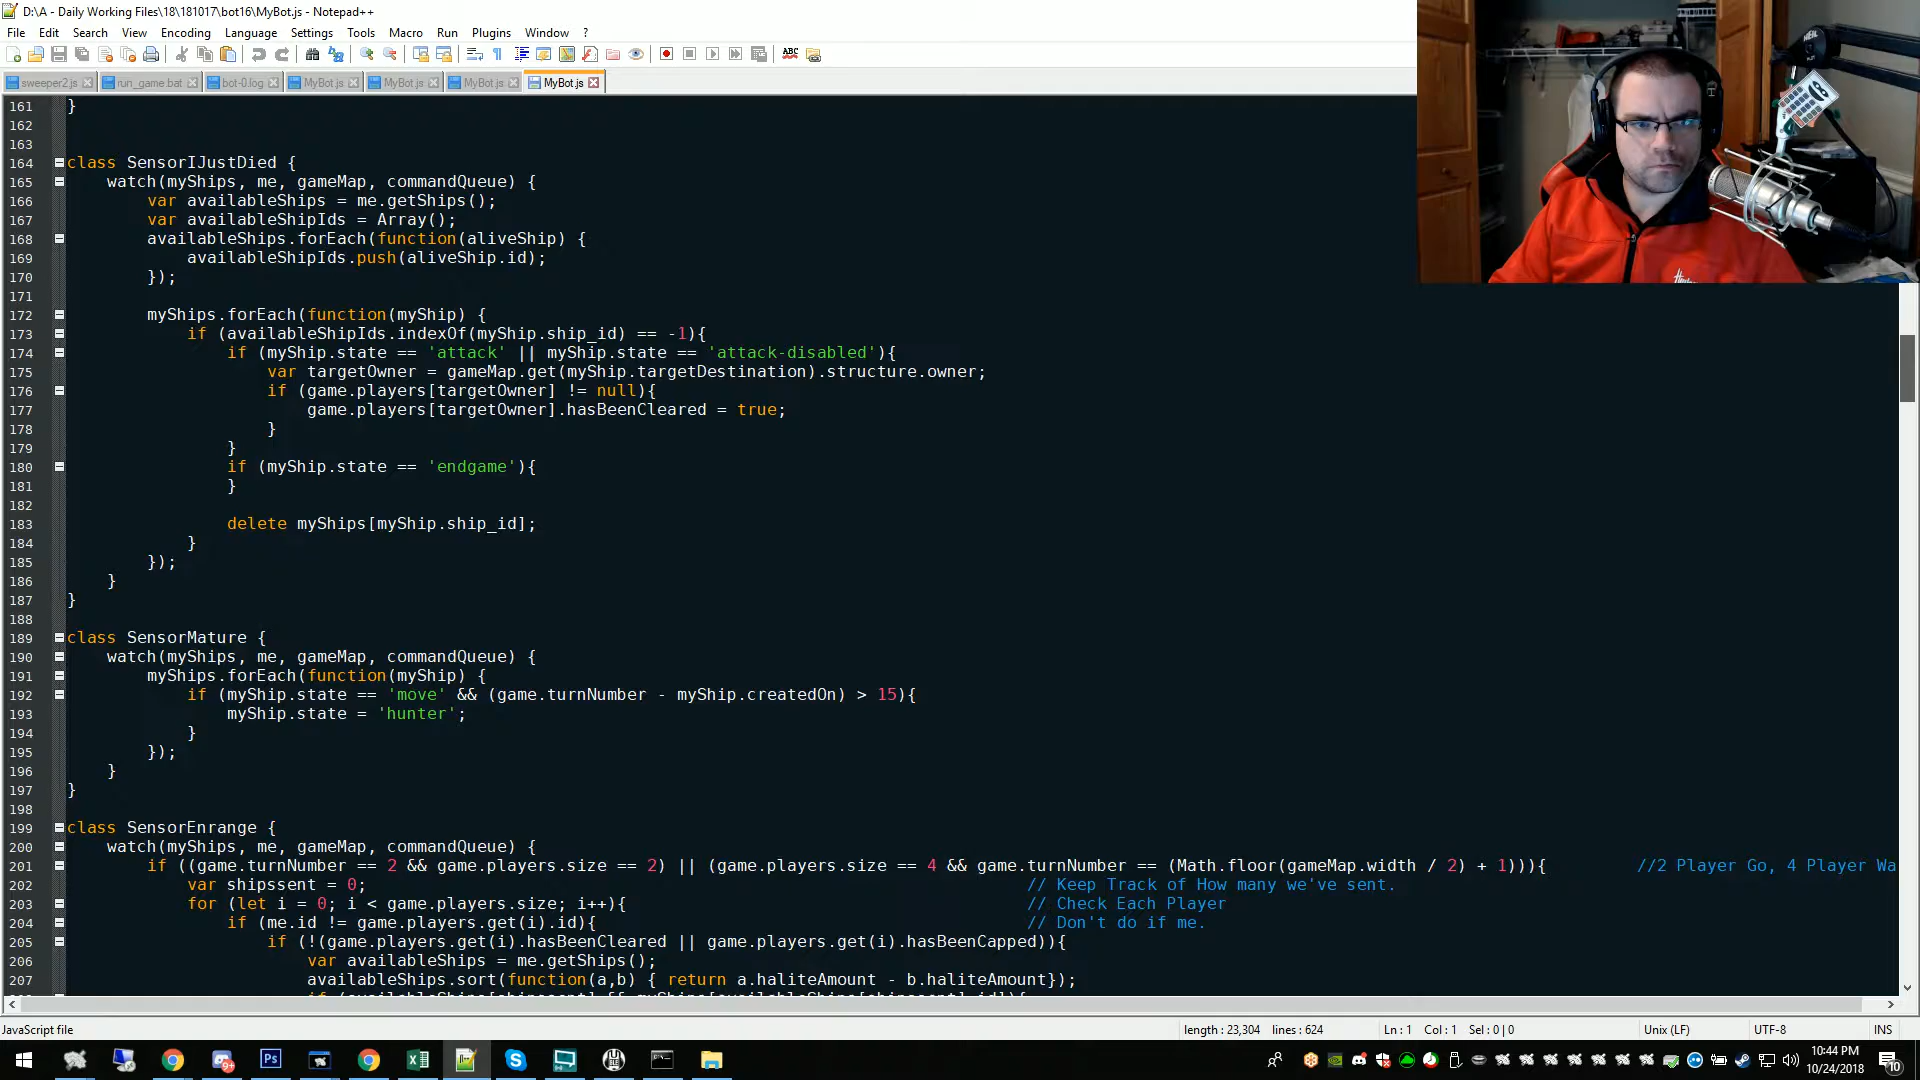 D:\A - Daily Working Files\18\181017\bot16\MyBot.js - Notepad++
File Edit Search View Encoding Language Settings Tools Macro Run Plugins Window ?
sweeper2.js run_game.bat bot-0.log MyBot.js MyBot.js MyBot.js MyBot.js
161 }
162
163
164 class SensorIJustDied {
165 watch(myShips, me, gameMap, commandQueue) {
166 var availableShips = me.getShips();
167 var availableShipIds = Array();
168 availableShips.forEach(function(aliveShip) {
169 availableShipIds.push(aliveShip.id);
170 });
171
172 myShips.forEach(function(myShip) {
173 if (availableShipIds.indexOf(myShip.ship_id) == -1){
174 if (myShip.state == 'attack' || myShip.state == 'attack-disabled'){
175 var targetOwner = gameMap.get(myShip.targetDestination).structure.owner;
176 if (game.players[targetOwner] != null){
177 game.players[targetOwner].hasBeenCleared = true;
178 }
179 }
180 if (myShip.state == 'endgame'){
181 }
182
183 delete myShips[myShip.ship_id];
184 }
185 });
186 }
187 }
188
189 class SensorMature {
190 watch(myShips, me, gameMap, commandQueue) {
191 myShips.forEach(function(myShip) {
192 if (myShip.state == 'move' && (game.turnNumber - myShip.createdOn) > 15){
193 myShip.state = 'hunter';
194 }
195 });
196 }
197 }
198
199 class SensorEnrange {
200 watch(myShips, me, gameMap, commandQueue) {
201 if ((game.turnNumber == 2 && game.players.size == 2) || (game.players.size == 4 && game.turnNumber == (Math.floor(gameMap.width / 2) + 1))){ //2 Player Go, 4 Player Wa
202 var shipssent = 0; // Keep Track of How many we've sent.
203 for (let i = 0; i < game.players.size; i++){ // Check Each Player
204 if (me.id != game.players.get(i).id){ // Don't do if me.
205 if (!(game.players.get(i).hasBeenCleared || game.players.get(i).hasBeenCapped)){
206 var availableShips = me.getShips();
207 availableShips.sort(function(a,b) { return a.haliteAmount - b.haliteAmount});
JavaScript file length : 23,304 lines : 624 Ln : 1 Col : 1 Sel : 0 | 0 Unix (LF) UTF-8 INS
10:44 PM
10/24/2018